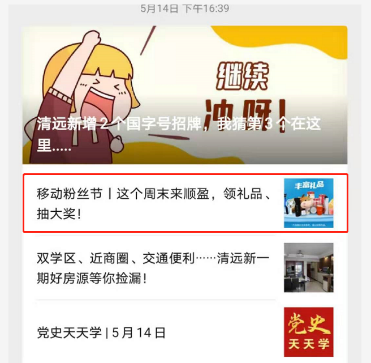 5月14日 下午16:39
继续
冲呀！
清远新增2个国字号招牌，我猜第3个在这
里.....
移动粉丝节丨这个周末来顺盈，领礼品、
抽大奖！
丰富礼品
双学区、近商圈、交通便利……清远新一
期好房源等你捡漏！
党史天天学 | 5月14日
党史
天天学